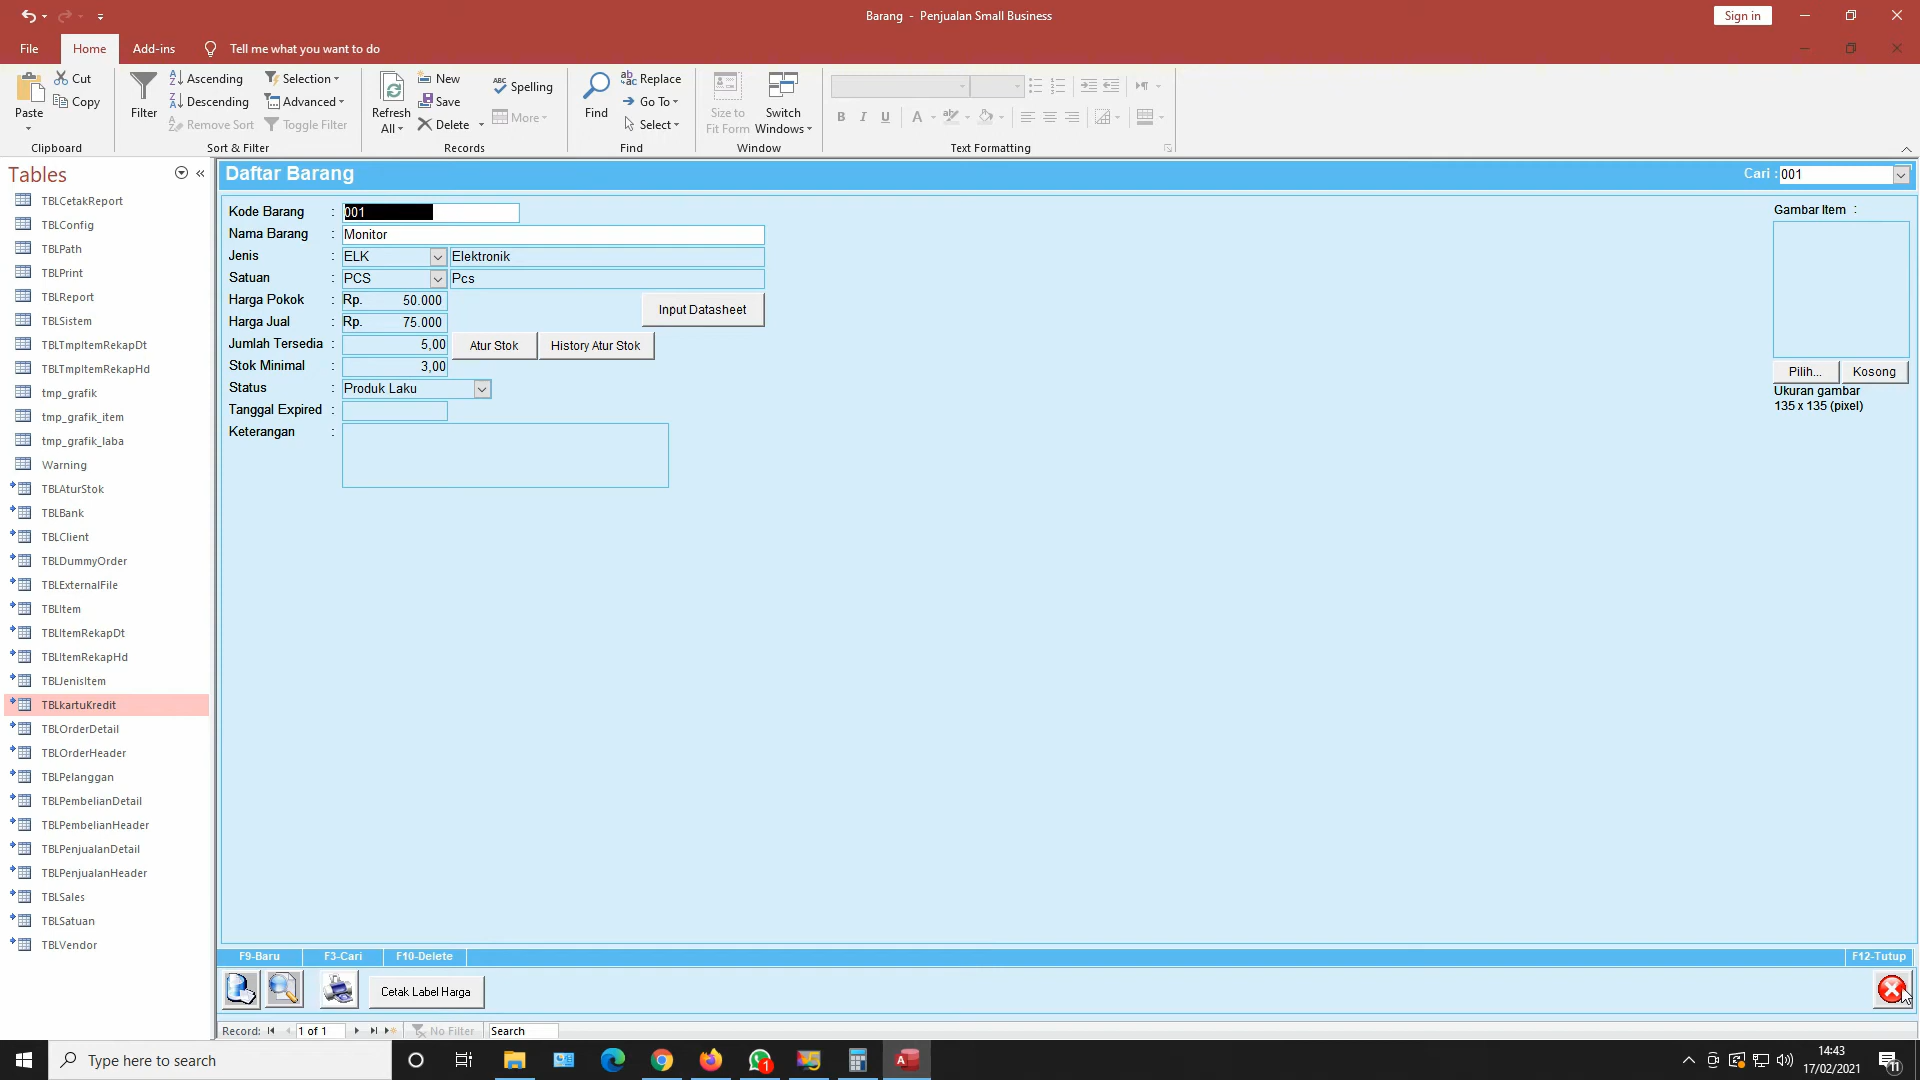 Barang - Penjualan Small Business
Sign in
File
Home
Add-ins
Tell me what you want to do
Paste
Cut
Copy
Clipboard
Filter
Ascending
Descending
Remove Sort
Selection
Advanced
Toggle Filter
Sort & Filter
Refresh
All
New
Save
Delete
Spelling
More
Records
Find
Replace
Go To
Select
Find
Size to
Fit Form
Switch
Windows
Window
Text Formatting
Tables
TBLCetakReport
TBLConfig
TBLPath
TBLPrint
TBLReport
TBLSistem
TBLTmpItemRekapDt
TBLTmpItemRekapHd
tmp_grafik
tmp_grafik_item
tmp_grafik_laba
Warning
TBLAturStok
TBLBank
TBLClient
TBLDummyOrder
TBLExternalFile
TBLItem
TBLItemRekapDt
TBLItemRekapHd
TBLJenisItem
TBLkartuKredit
TBLOrderDetail
TBLOrderHeader
TBLPelanggan
TBLPembelianDetail
TBLPembelianHeader
TBLPenjualanDetail
TBLPenjualanHeader
TBLSales
TBLSatuan
TBLVendor
Daftar Barang
Cari : 001
Kode Barang : 001
Nama Barang : Monitor
Jenis : ELK Elektronik
Satuan : PCS Pcs
Harga Pokok : Rp. 50.000
Input Datasheet
Harga Jual : Rp. 75.000
Jumlah Tersedia : 5,00 Atur Stok History Atur Stok
Stok Minimal : 3,00
Status : Produk Laku
Tanggal Expired :
Keterangan :
Gambar Item :
Pilih... Kosong
Ukuran gambar
135 x 135 (pixel)
F9-Baru F3-Cari F10-Delete F12-Tutup
Cetak Label Harga
Record: 1 of 1 No Filter Search
Type here to search
1
14:43
17/02/2021
11